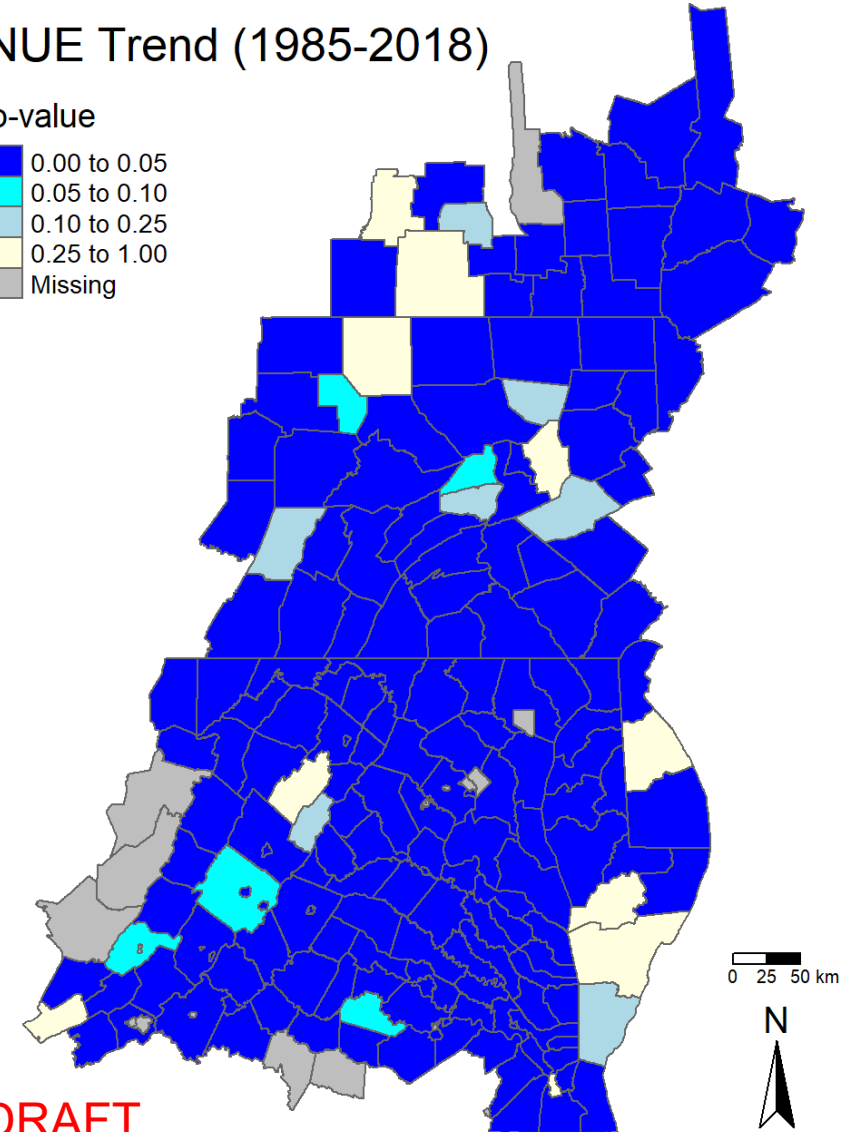 NUE Trend (1985-2018)
p-value
0.00 to 0.05
0.05 to 0.10
0.10 to 0.25
0.25 to 1.00
Missing
0 25 50 km
N
DRAFT